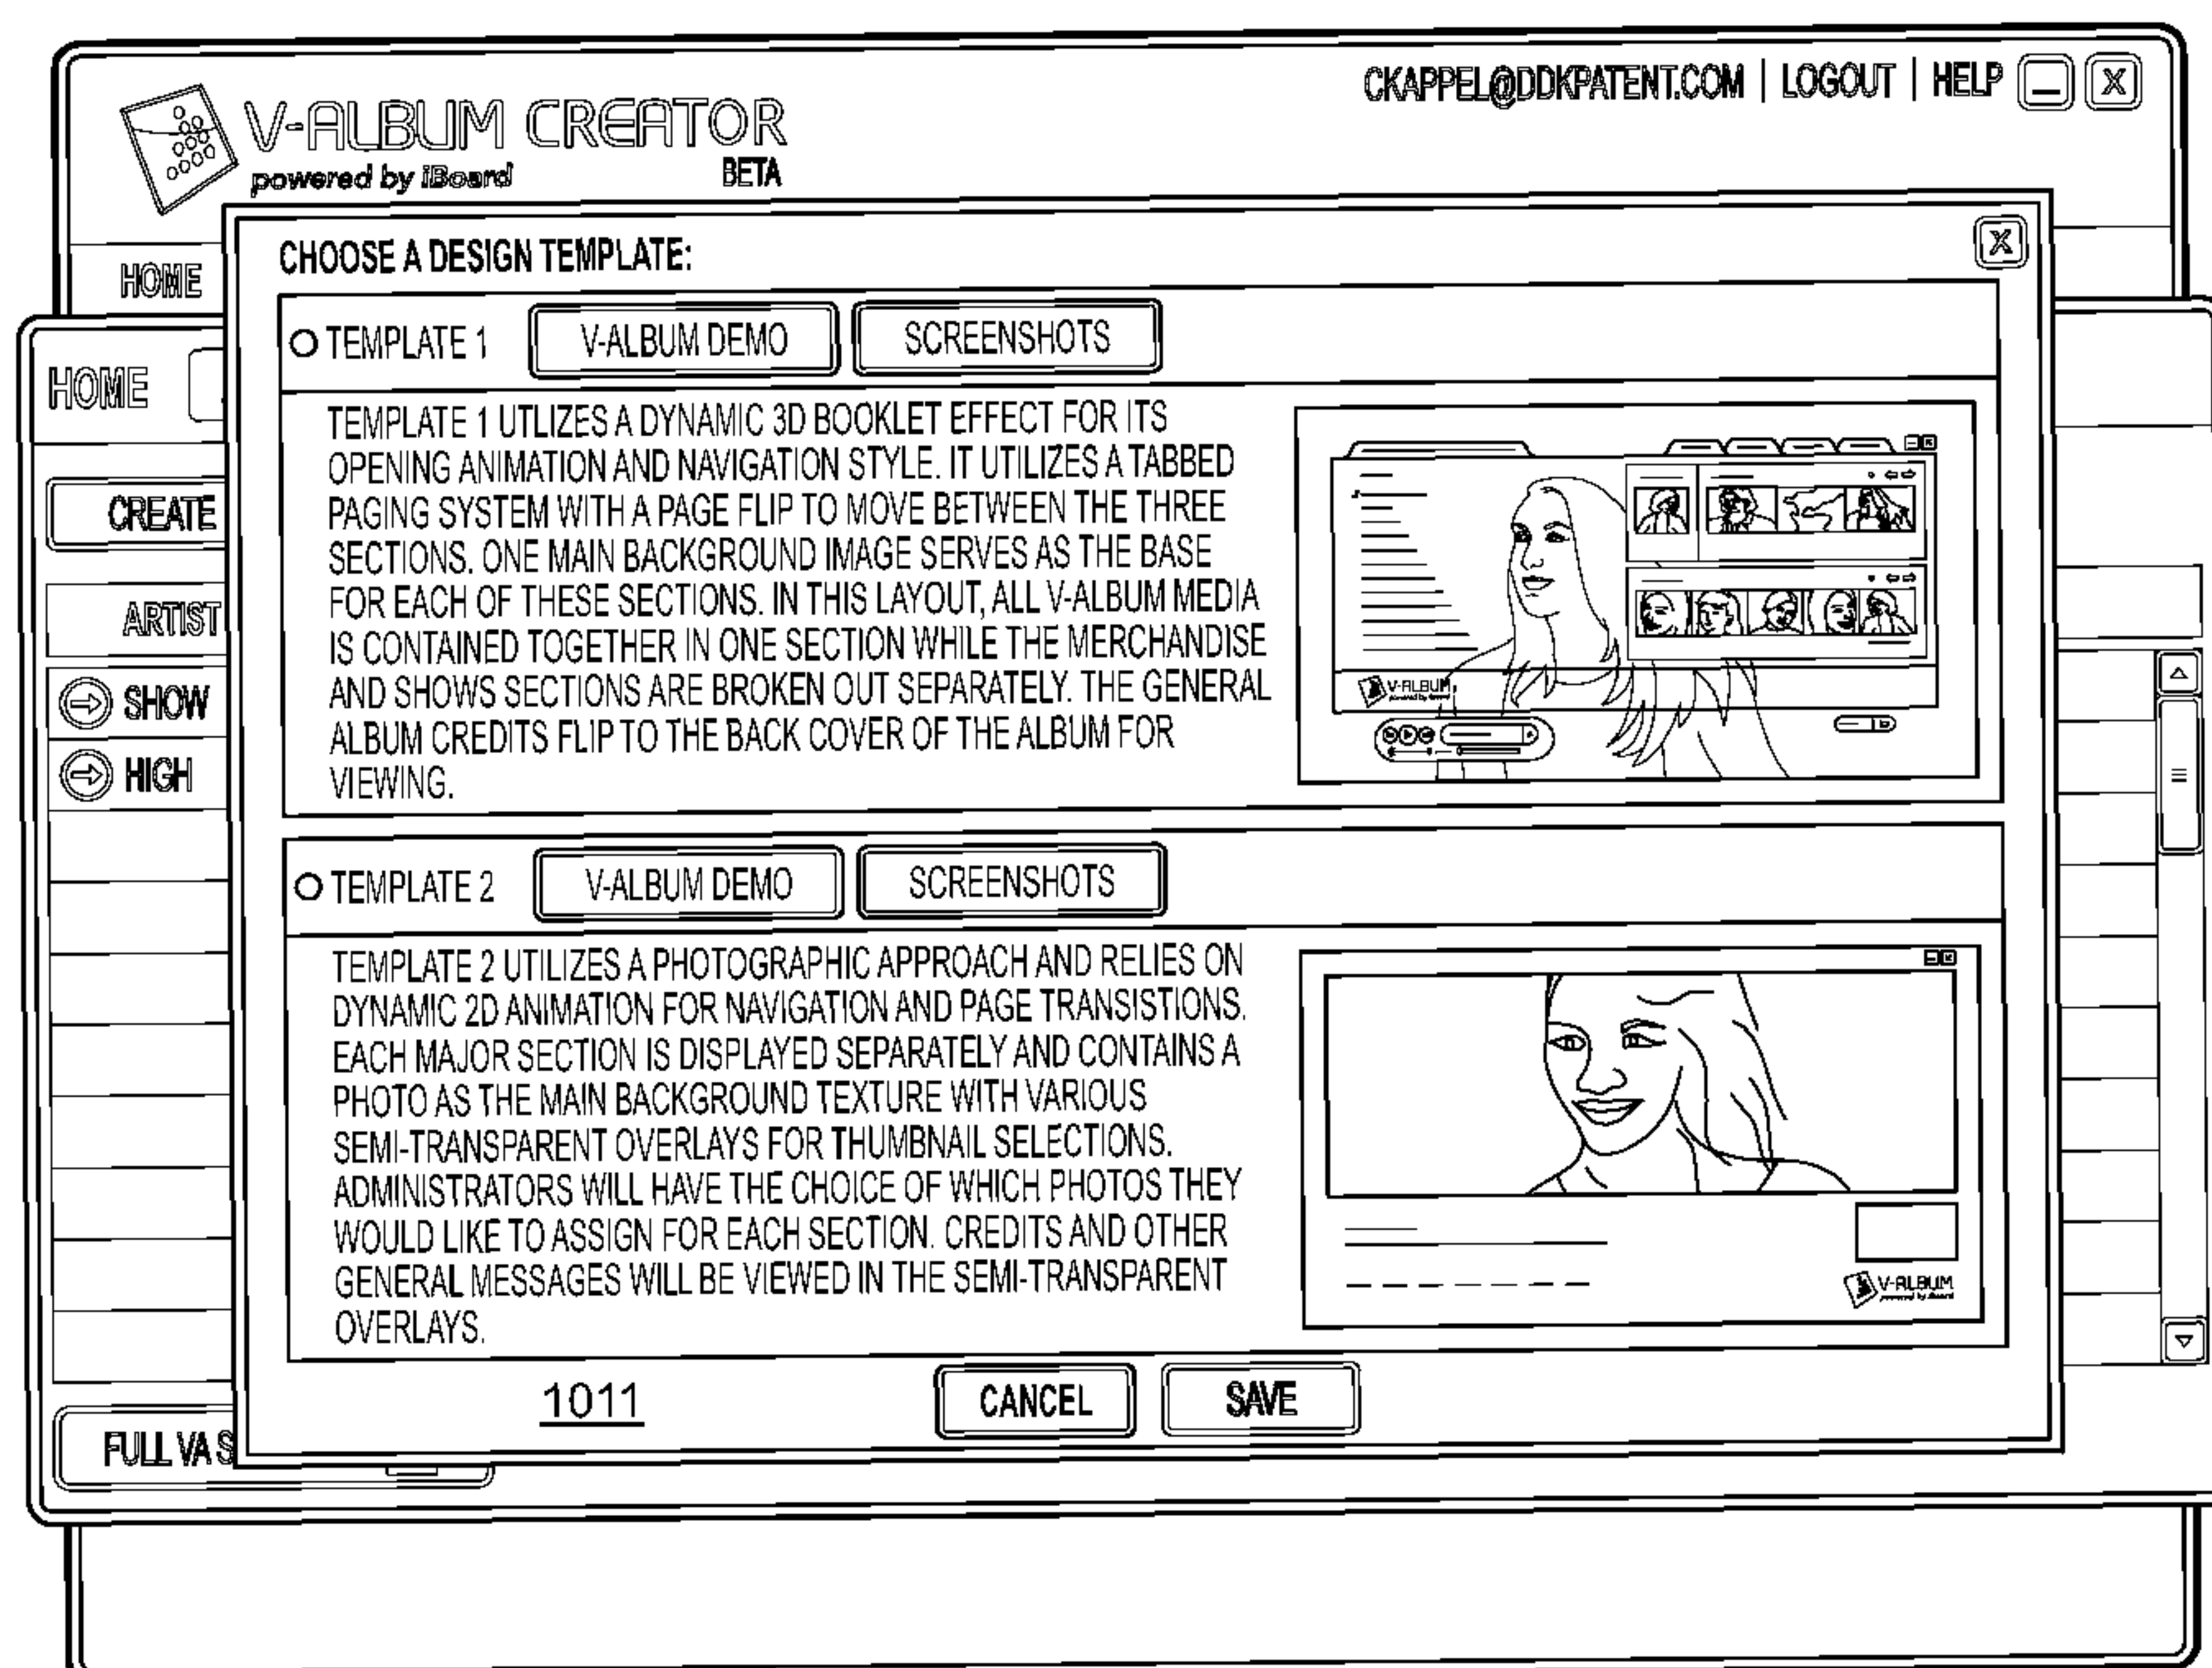 CKAPPEL@DDKPATENT.COM | LOGOUT | HELP
V-ALBUM CREATOR
powered by iBoard BETA
HOME
CHOOSE A DESIGN TEMPLATE:
HOME
CREATE
ARTIST
SHOW
HIGH
TEMPLATE 1 V-ALBUM DEMO SCREENSHOTS
TEMPLATE 1 UTLIZES A DYNAMIC 3D BOOKLET EFFECT FOR ITS
OPENING ANIMATION AND NAVIGATION STYLE. IT UTILIZES A TABBED
PAGING SYSTEM WITH A PAGE FLIP TO MOVE BETWEEN THE THREE
SECTIONS. ONE MAIN BACKGROUND IMAGE SERVES AS THE BASE
FOR EACH OF THESE SECTIONS. IN THIS LAYOUT, ALL V-ALBUM MEDIA
IS CONTAINED TOGETHER IN ONE SECTION WHILE THE MERCHANDISE
AND SHOWS SECTIONS ARE BROKEN OUT SEPARATELY. THE GENERAL
ALBUM CREDITS FLIP TO THE BACK COVER OF THE ALBUM FOR
VIEWING.
V-ALBUM
powered by iBoard
TEMPLATE 2 V-ALBUM DEMO SCREENSHOTS
TEMPLATE 2 UTILIZES A PHOTOGRAPHIC APPROACH AND RELIES ON
DYNAMIC 2D ANIMATION FOR NAVIGATION AND PAGE TRANSISTIONS.
EACH MAJOR SECTION IS DISPLAYED SEPARATELY AND CONTAINS A
PHOTO AS THE MAIN BACKGROUND TEXTURE WITH VARIOUS
SEMI-TRANSPARENT OVERLAYS FOR THUMBNAIL SELECTIONS.
ADMINISTRATORS WILL HAVE THE CHOICE OF WHICH PHOTOS THEY
WOULD LIKE TO ASSIGN FOR EACH SECTION. CREDITS AND OTHER
GENERAL MESSAGES WILL BE VIEWED IN THE SEMI-TRANSPARENT
OVERLAYS.
V-ALBUM
powered by iBoard
1011 CANCEL SAVE
FULL VA S